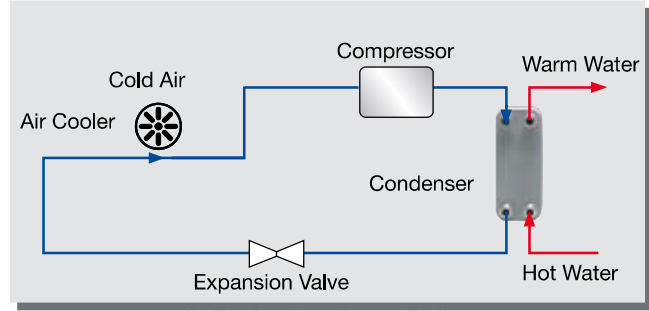 Compressor
Warm Water
Cold Air
Air Cooler
Condenser
Expansion Valve
Hot Water